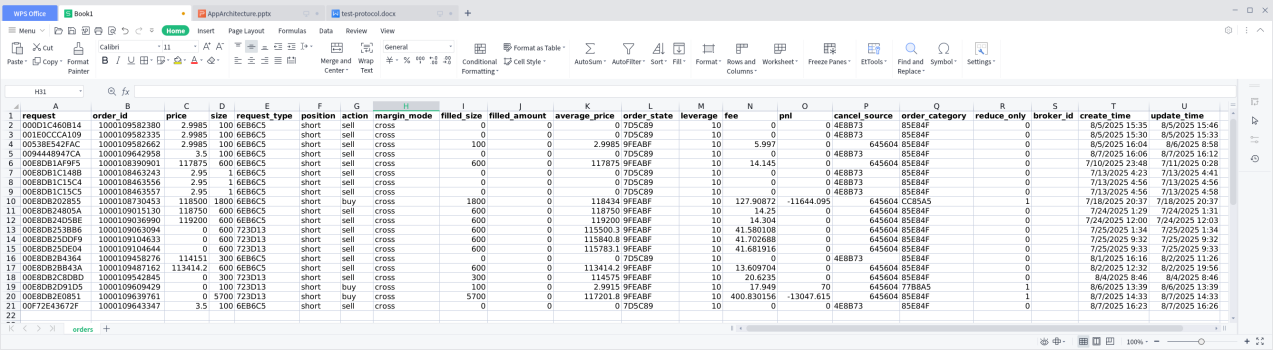 WPS Office Book1 AppArchitecture.pptx test-protocol.docx
Menu Home Insert Page Layout Formulas Data Review View
Paste Cut Copy Format Painter Calibri 11 B I U A Merge and Center Wrap Text General Conditional Formatting Format as Table Cell Style AutoSum AutoFilter Sort Fill Format Rows and Columns Worksheet Freeze Panes EtTools Find and Replace Symbol Settings
H31 fx
A B C D E F G H I J K L M N O P Q R S T U
1 request order_id price size request_type position action margin_mode filled_size filled_amount average_price order_state leverage fee pnl cancel_source order_category reduce_only broker_id create_time update_time
2 000D1C460B14 1000109582380 2.9985 100 6EB6C5 short sell cross 0 0 0 7D5C89 10 0 0 4E8B73 85E84F 0 8/5/2025 15:35 8/5/2025 15:46
3 001E0CCCA109 1000109582335 2.9985 100 6EB6C5 short sell cross 0 0 0 7D5C89 10 0 0 4E8B73 85E84F 0 8/5/2025 15:30 8/5/2025 15:33
4 00538E542FAC 1000109582662 2.9985 100 6EB6C5 short sell cross 100 0 2.9985 9FEABF 10 5.997 0 645604 85E84F 0 8/5/2025 16:04 8/6/2025 8:58
5 0094448947CA 1000109642958 3.5 100 6EB6C5 short sell cross 0 0 0 7D5C89 10 0 0 4E8B73 85E84F 0 8/7/2025 16:06 8/7/2025 16:12
6 00E8DB1AF9F5 1000108390901 117875 600 6EB6C5 short sell cross 600 0 117875 9FEABF 10 14.145 0 645604 85E84F 0 7/10/2025 23:48 7/11/2025 0:28
7 00E8DB1C148B 1000108463243 2.95 1 6EB6C5 short sell cross 0 0 0 7D5C89 10 0 0 4E8B73 85E84F 0 7/13/2025 4:23 7/13/2025 4:41
8 00E8DB1C15C4 1000108463556 2.95 1 6EB6C5 short sell cross 0 0 0 7D5C89 10 0 0 4E8B73 85E84F 0 7/13/2025 4:56 7/13/2025 4:56
9 00E8DB1C15C5 1000108463557 2.95 1 6EB6C5 short sell cross 0 0 0 7D5C89 10 0 0 4E8B73 85E84F 0 7/13/2025 4:56 7/13/2025 4:58
10 00E8DB202855 1000108730453 118500 1800 6EB6C5 short buy cross 1800 0 118434 9FEABF 10 127.90872 -11644.095 645604 CC85A5 1 7/18/2025 20:37 7/18/2025 20:37
11 00E8DB24805A 1000109015130 118750 600 6EB6C5 short sell cross 600 0 118750 9FEABF 10 14.25 0 645604 85E84F 0 7/24/2025 1:29 7/24/2025 1:31
12 00E8DB24D5BE 1000109036990 119200 600 6EB6C5 short sell cross 600 0 119200 9FEABF 10 14.304 0 645604 85E84F 0 7/24/2025 12:00 7/24/2025 12:03
13 00E8DB253BB6 1000109063094 0 600 723D13 short sell cross 600 0 115500.3 9FEABF 10 41.580108 0 645604 85E84F 0 7/25/2025 1:34 7/25/2025 1:34
14 00E8DB25DDF9 1000109104633 0 600 723D13 short sell cross 600 0 115840.8 9FEABF 10 41.702688 0 645604 85E84F 0 7/25/2025 9:32 7/25/2025 9:32
15 00E8DB25DE04 1000109104644 0 600 723D13 short sell cross 600 0 115783.1 9FEABF 10 41.681916 0 645604 85E84F 0 7/25/2025 9:33 7/25/2025 9:33
16 00E8DB2B4364 1000109458276 114151 300 6EB6C5 short sell cross 0 0 0 7D5C89 10 0 0 4E8B73 85E84F 0 8/1/2025 16:16 8/2/2025 11:26
17 00E8DB2BB43A 1000109487162 113414.2 600 6EB6C5 short sell cross 600 0 113414.2 9FEABF 10 13.609704 0 645604 85E84F 0 8/2/2025 12:32 8/2/2025 19:56
18 00E8DB2C8DBD 1000109542845 0 300 723D13 short sell cross 300 0 114575 9FEABF 10 20.6235 0 645604 85E84F 0 8/4/2025 8:46 8/4/2025 8:46
19 00E8DB2D91D5 1000109609429 0 100 723D13 short buy cross 100 0 2.9915 9FEABF 10 17.949 70 645604 77B8A5 1 8/6/2025 13:39 8/6/2025 13:39
20 00E8DB2E0851 1000109639761 0 5700 723D13 short buy cross 5700 0 117201.8 9FEABF 10 400.830156 -13047.615 645604 85E84F 1 8/7/2025 14:33 8/7/2025 14:33
21 00F72E43672F 1000109643347 3.5 100 6EB6C5 short sell cross 0 0 0 7D5C89 10 0 0 4E8B73 85E84F 0 8/7/2025 16:23 8/7/2025 16:26
22
orders
100%